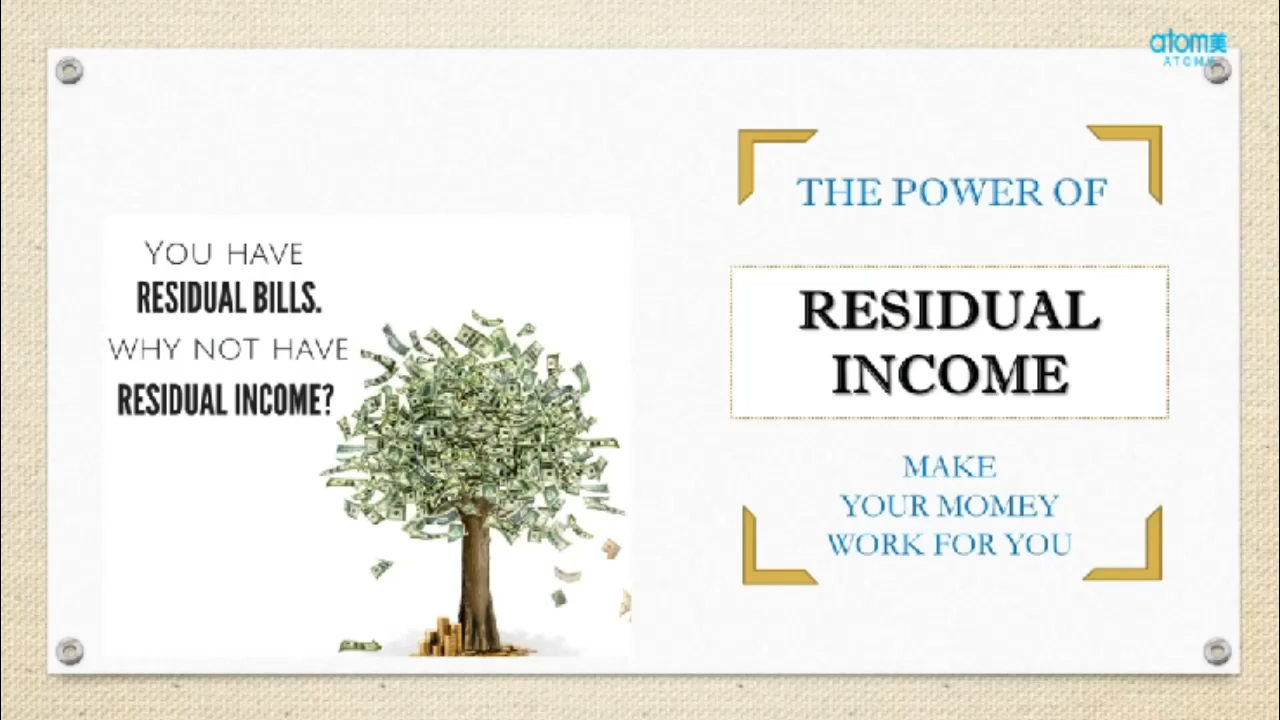 atom美
ATOMY
YOU HAVE
RESIDUAL BILLS.
WHY NOT HAVE
RESIDUAL INCOME?
THE POWER OF
RESIDUAL
INCOME
MAKE
YOUR MOMEY
WORK FOR YOU